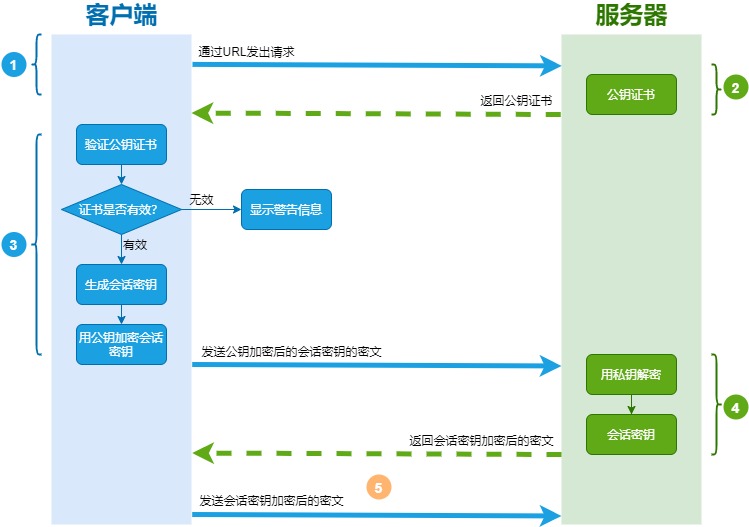 客户端
服务器
通过URL发出请求
1
公钥证书
2
返回公钥证书
验证公钥证书
证书是否有效?
无效
显示警告信息
3
有效
生成会话密钥
用公钥加密会话
密钥
发送公钥加密后的会话密钥的密文
用私钥解密
4
会话密钥
返回会话密钥加密后的密文
5
发送会话密钥加密后的密文